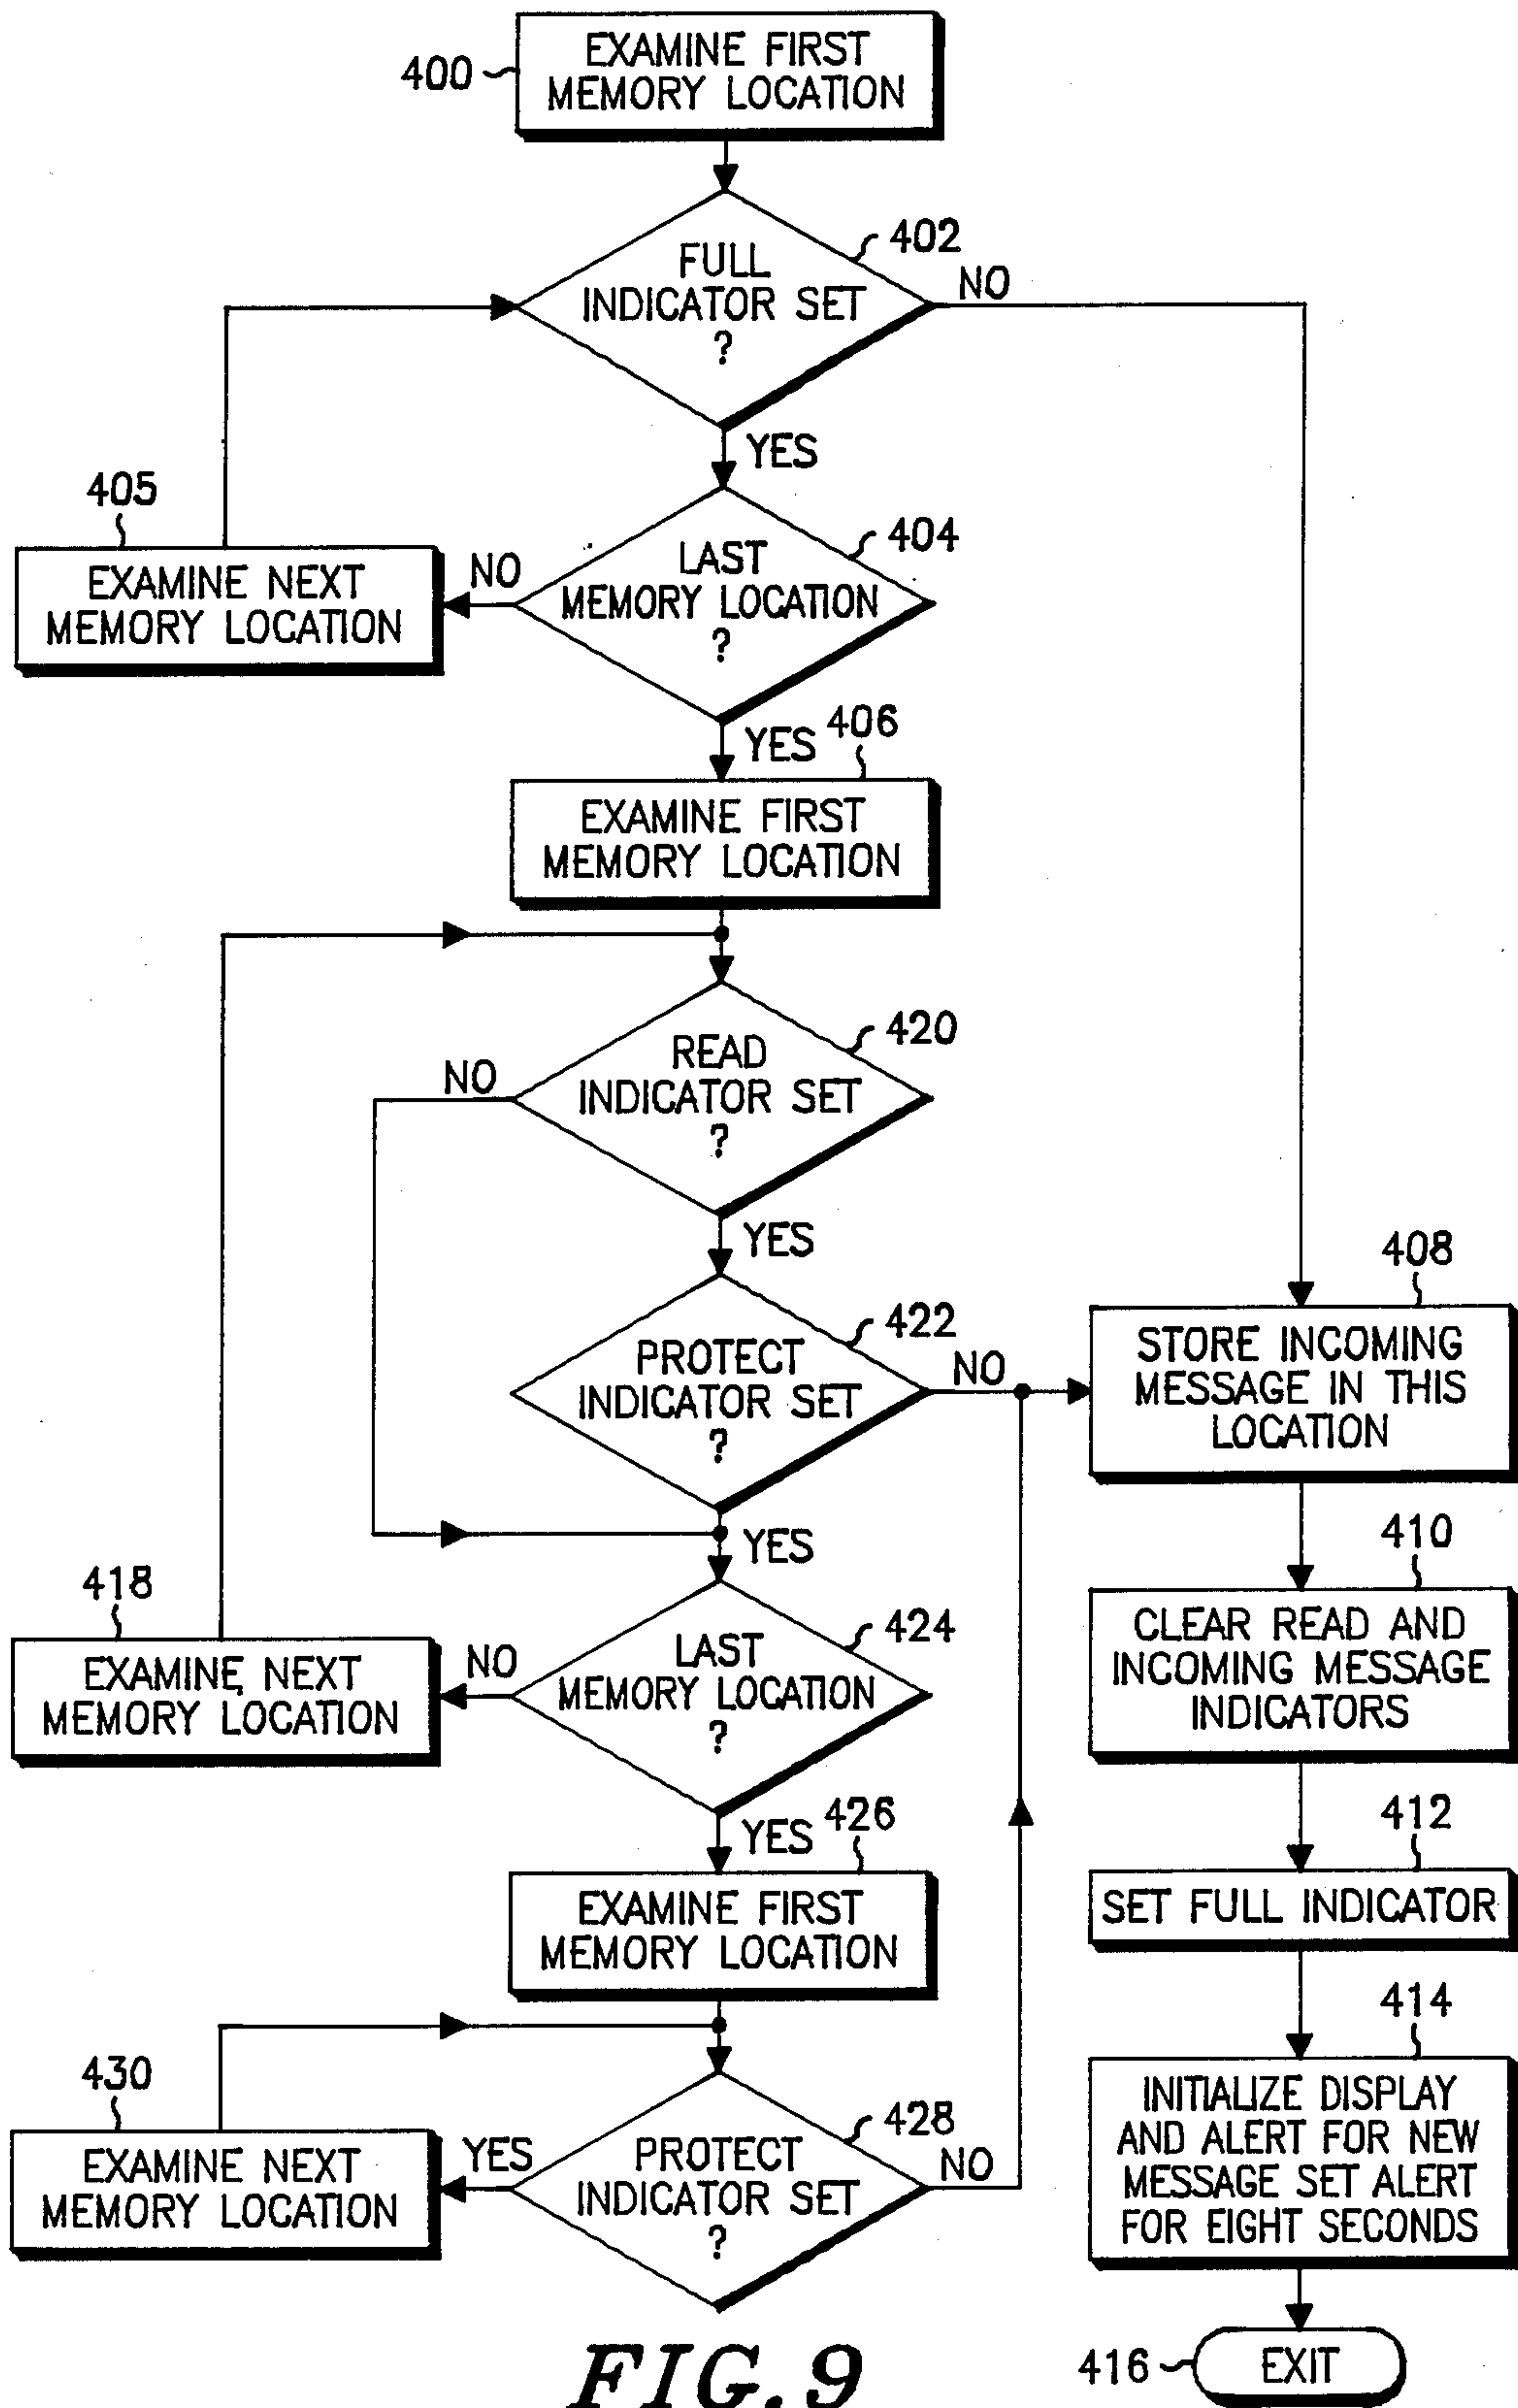 400
EXAMINE FIRST
MEMORY LOCATION
402
FULL
INDICATOR SET
?
NO
YES
405
EXAMINE NEXT
MEMORY LOCATION
NO
404
LAST
MEMORY LOCATION
?
YES
406
EXAMINE FIRST
MEMORY LOCATION
420
READ
INDICATOR SET
?
NO
YES
422
PROTECT
INDICATOR SET
?
NO
YES
408
STORE INCOMING
MESSAGE IN THIS
LOCATION
410
CLEAR READ AND
INCOMING MESSAGE
INDICATORS
418
EXAMINE NEXT
MEMORY LOCATION
NO
424
LAST
MEMORY LOCATION
?
YES
426
EXAMINE FIRST
MEMORY LOCATION
412
SET FULL INDICATOR
430
EXAMINE NEXT
MEMORY LOCATION
YES
428
PROTECT
INDICATOR SET
?
NO
414
INITIALIZE DISPLAY
AND ALERT FOR NEW
MESSAGE SET ALERT
FOR EIGHT SECONDS
416
EXIT
FIG. 9